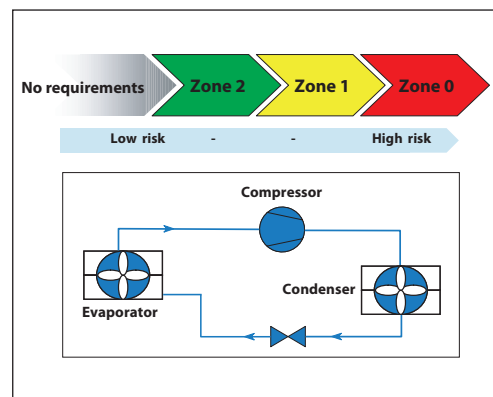 No requirements Zone 2 Zone 1 Zone 0
Low risk - - High risk
Compressor
Condenser
Evaporator